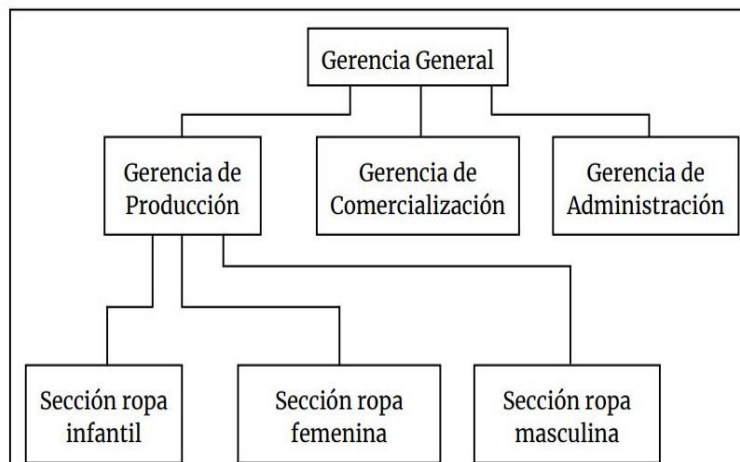 Gerencia General
Gerencia de
Producción
Gerencia de
Comercialización
Gerencia de
Administración
Sección ropa
infantil
Sección ropa
femenina
Sección ropa
masculina